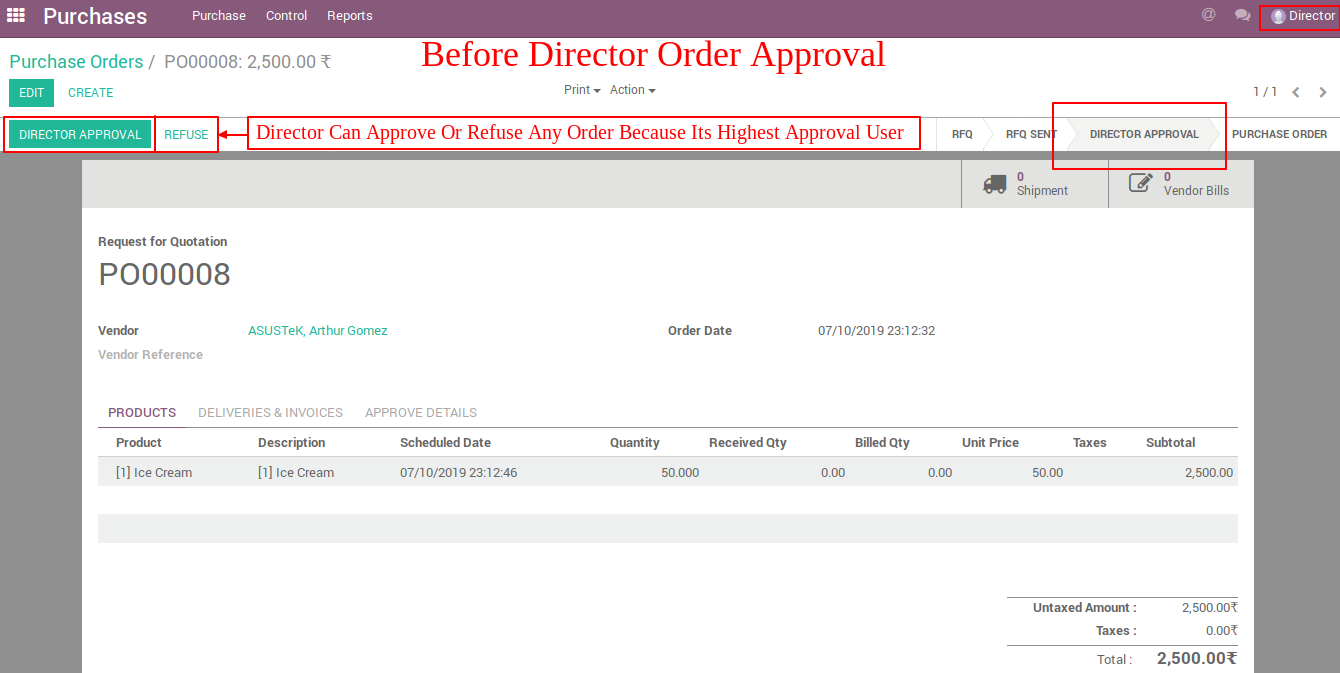 Purchases Purchase Control Reports @ Director
Before Director Order Approval
Purchase Orders / PO00008: 2,500.00 ₹
EDIT CREATE Print Action 1 / 1
DIRECTOR APPROVAL REFUSE Director Can Approve Or Refuse Any Order Because Its Highest Approval User RFQ RFQ SENT DIRECTOR APPROVAL PURCHASE ORDER
0 Shipment 0 Vendor Bills
Request for Quotation
PO00008
Vendor ASUSTeK, Arthur Gomez Order Date 07/10/2019 23:12:32
Vendor Reference
PRODUCTS DELIVERIES & INVOICES APPROVE DETAILS
Product Description Scheduled Date Quantity Received Qty Billed Qty Unit Price Taxes Subtotal
[1] Ice Cream [1] Ice Cream 07/10/2019 23:12:46 50.000 0.00 0.00 50.00 2,500.00
Untaxed Amount : 2,500.00₹
Taxes : 0.00₹
Total : 2,500.00₹